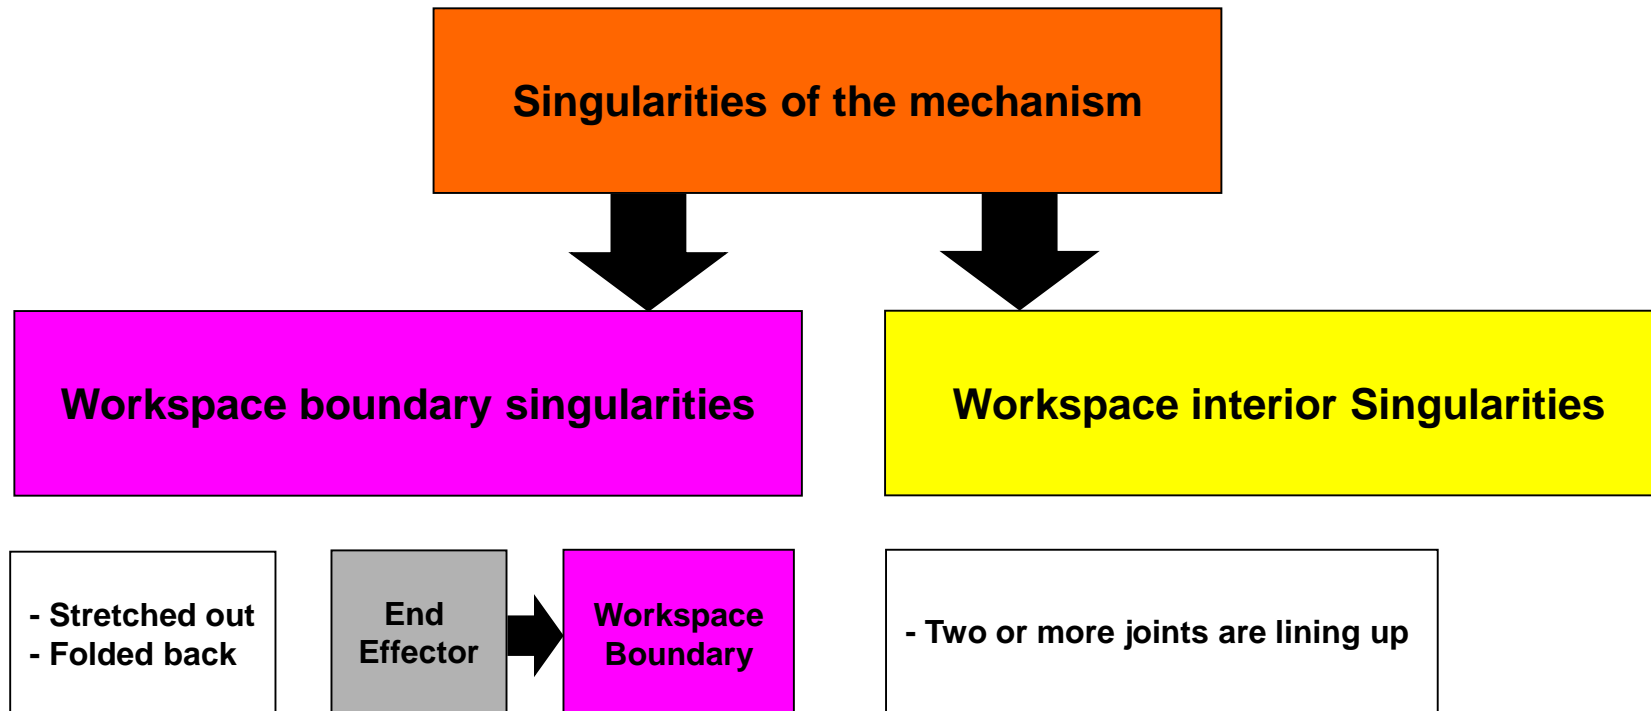 Singularities of the mechanism
Workspace boundary singularities
Workspace interior Singularities
- Stretched out
- Folded back
End
Effector
Workspace
Boundary
- Two or more joints are lining up